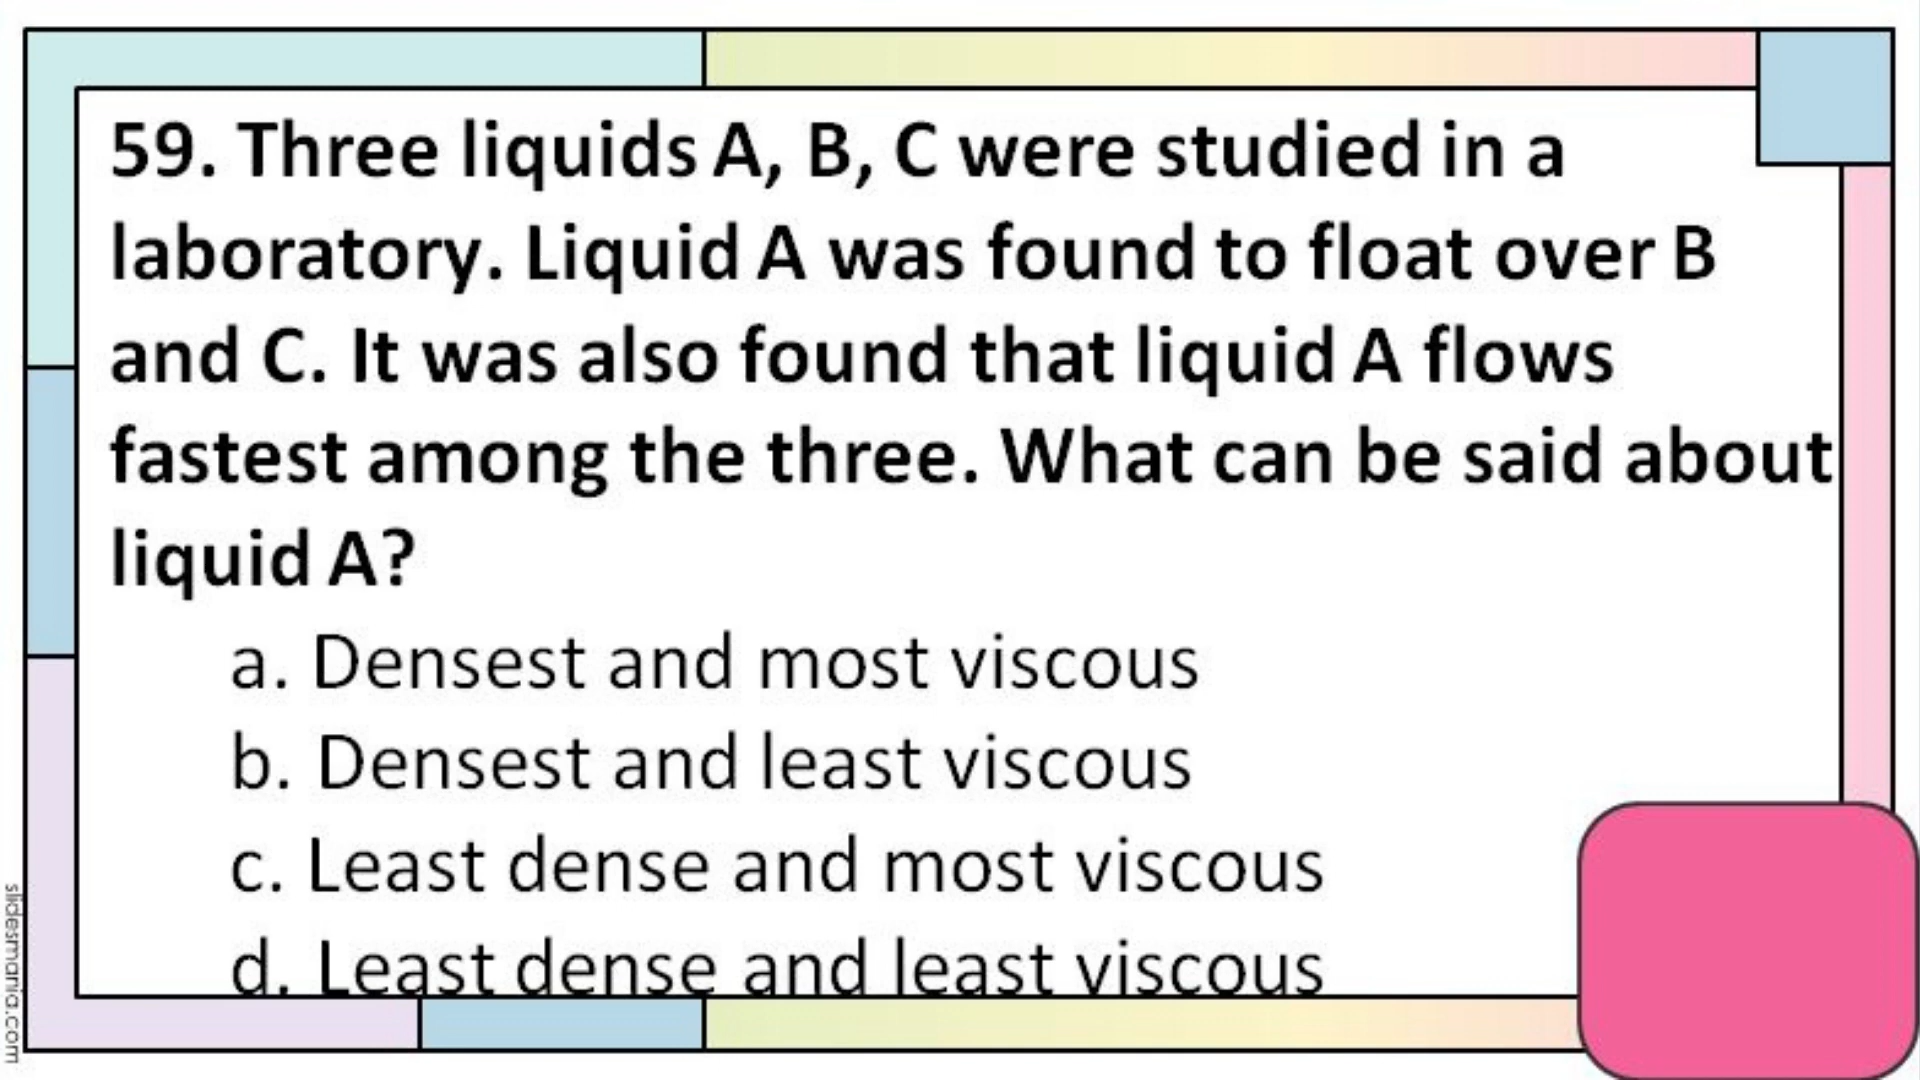 59. Three liquids A, B, C were studied in a
laboratory. Liquid A was found to float over B
and C. It was also found that liquid A flows
fastest among the three. What can be said about
liquid A?
a. Densest and most viscous
b. Densest and least viscous
c. Least dense and most viscous
d. Least dense and least viscous
slidesmania.com